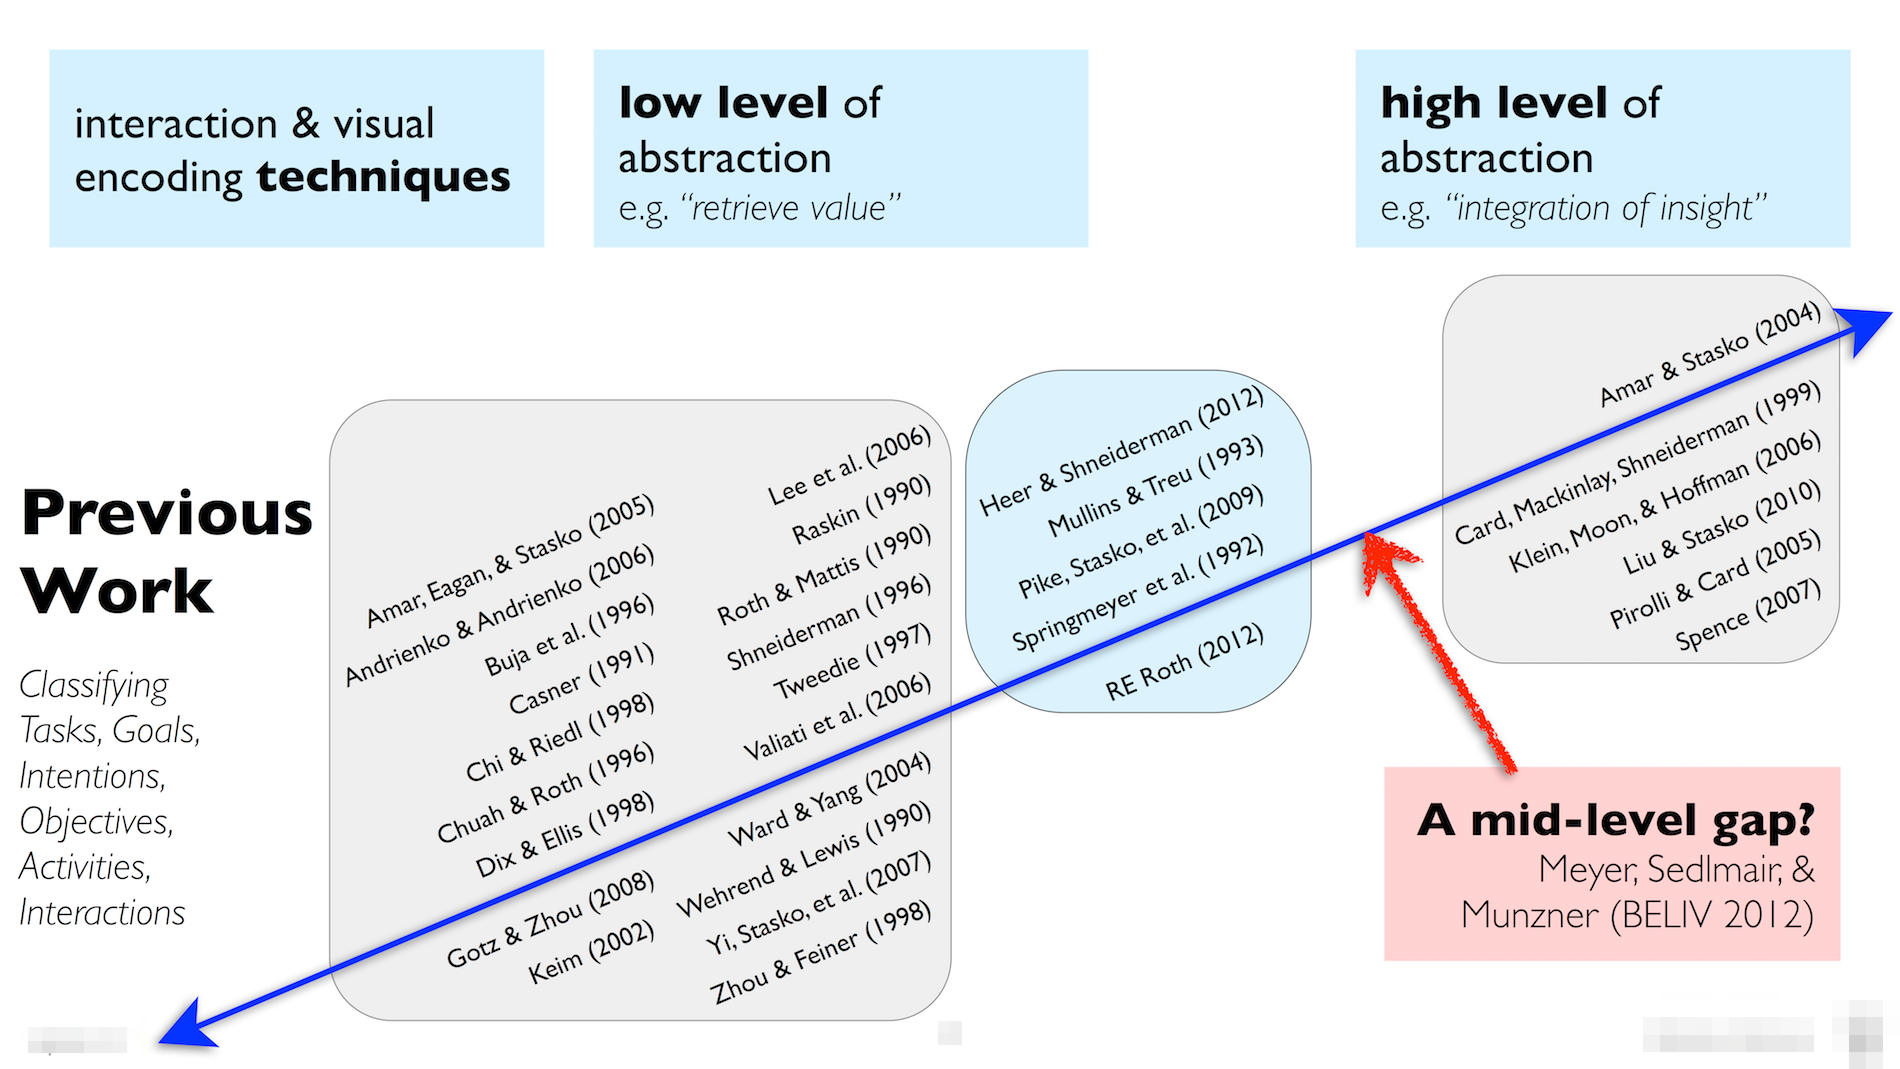 interaction & visual
encoding techniques
low level of
abstraction
e.g. “retrieve value”
high level of
abstraction
e.g. “integration of insight”
Previous
Work
Classifying
Tasks, Goals,
Intentions,
Objectives,
Activities,
Interactions
Amar, Eagan, & Stasko (2005)
Andrienko & Andrienko (2006)
Buja et al. (1996)
Casner (1991)
Chi & Riedl (1998)
Chuah & Roth (1996)
Dix & Ellis (1998)
Gotz & Zhou (2008)
Keim (2002)
Lee et al. (2006)
Raskin (1990)
Roth & Mattis (1990)
Shneiderman (1996)
Tweedie (1997)
Valiati et al. (2006)
Ward & Yang (2004)
Wehrend & Lewis (1990)
Yi, Stasko, et al. (2007)
Zhou & Feiner (1998)
Heer & Shneiderman (2012)
Mullins & Treu (1993)
Pike, Stasko, et al. (2009)
Springmeyer et al. (1992)
RE Roth (2012)
Amar & Stasko (2004)
Card, Mackinlay, Shneiderman (1999)
Klein, Moon, & Hoffman (2006)
Liu & Stasko (2010)
Pirolli & Card (2005)
Spence (2007)
A mid-level gap?
Meyer, Sedlmair, &
Munzner (BELIV 2012)